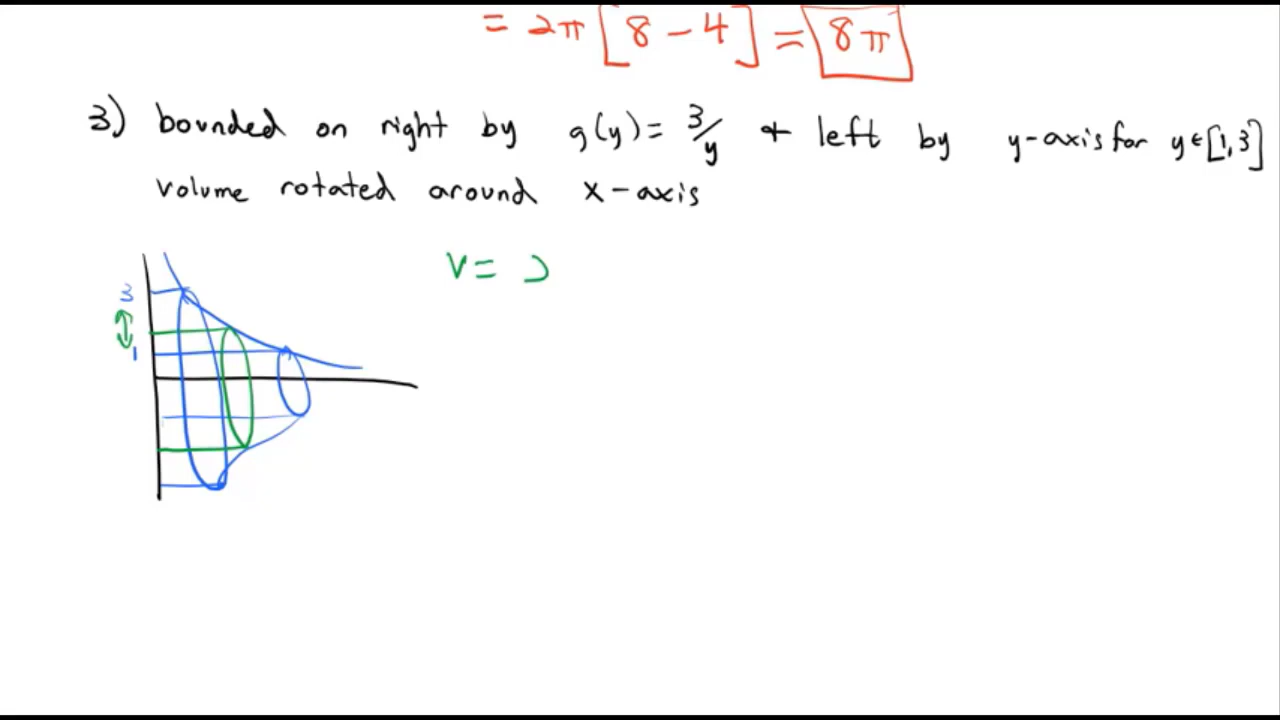 = 2π [8 - 4] = 8π
3) bounded on right by g(y) = 3/y + left by y-axis for y ∈ [1,3]
volume rotated around x-axis
V =
3
1